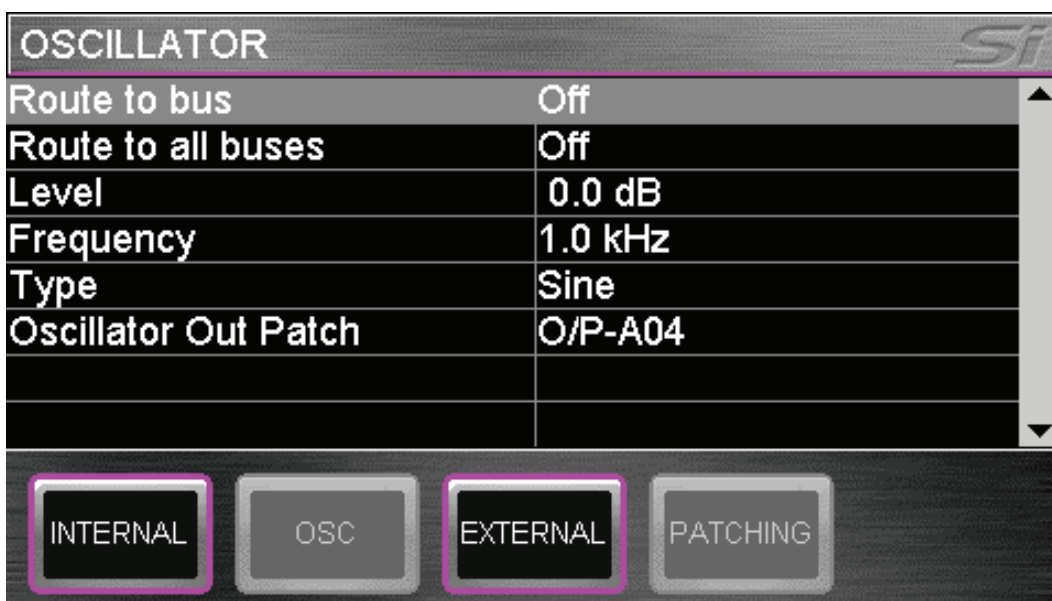 OSCILLATOR Si
Route to bus Off
Route to all buses Off
Level 0.0 dB
Frequency 1.0 kHz
Type Sine
Oscillator Out Patch O/P-A04
INTERNAL OSC EXTERNAL PATCHING